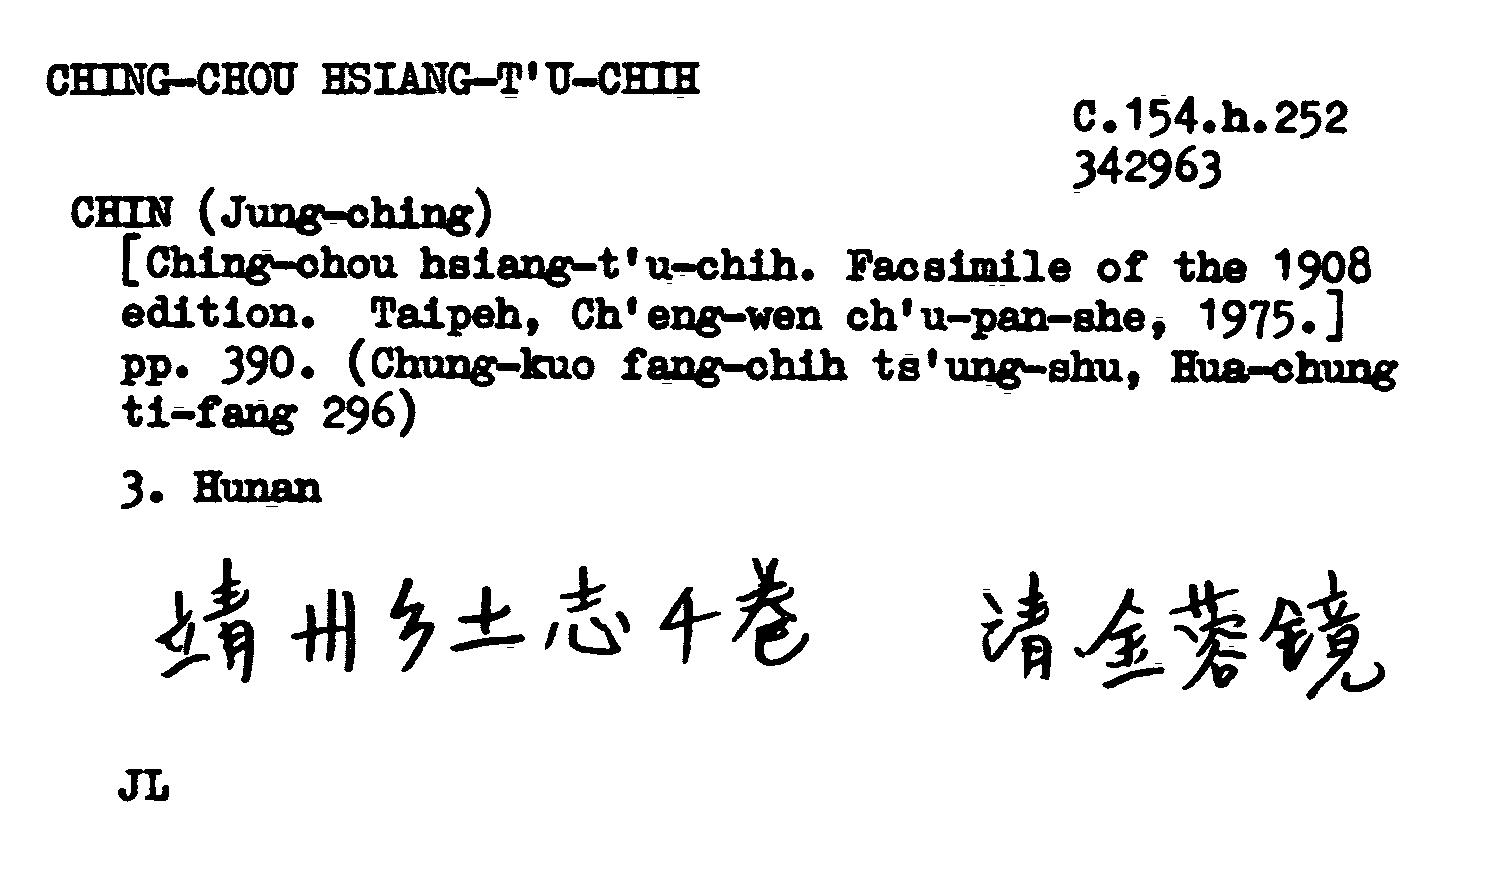 CHING-CHOU HSIANG-T'U-CHIH
C.154.h.252
342963
CHIN (Jung-ching)
[Ching-chou hsiang-t'u-chih. Facsimile of the 1908
edition. Taipeh, Ch'eng-wen ch'u-pan-she, 1975.]
pp. 390. (Chung-kuo fang-chih ts'ung-shu, Hua-chung
ti-fang 296)
3. Hunan
靖州乡土志4卷 清金蓉鏡
JL